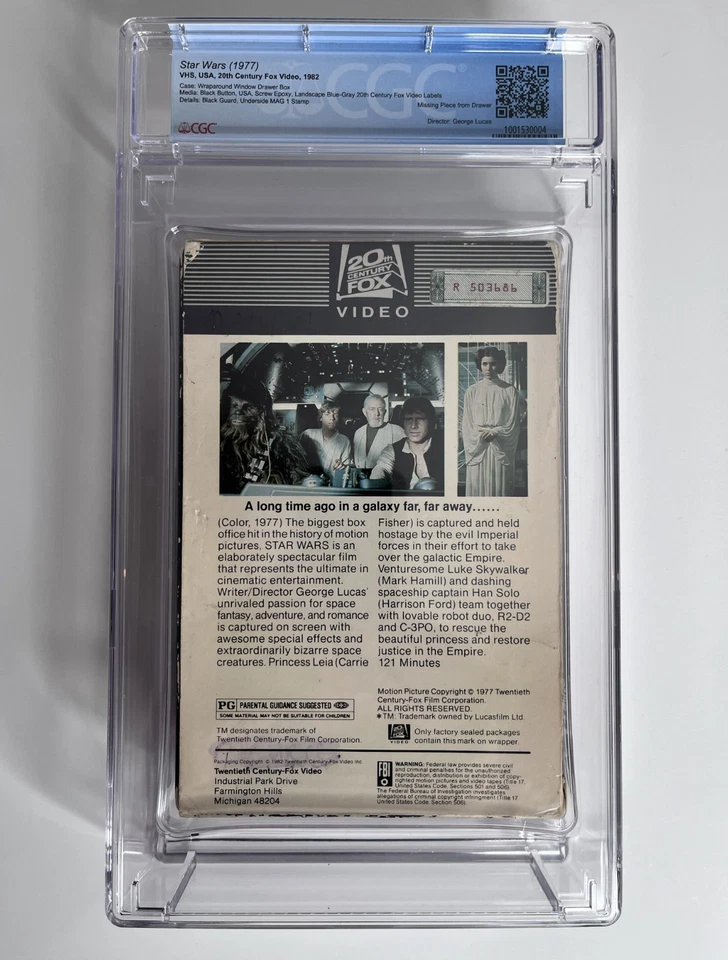 Star Wars (1977)
VHS, USA, 20th Century Fox Video, 1982
Case: Wraparound Window Drawer Box
Media: Black Button, USA, Screw Epoxy, Landscape Blue-Gray 20th Century Fox Video Labels
Details: Black Guard, Underside MAG 1 Stamp
Missing Piece from Drawer
Director: George Lucas
CGC
CGC
1001530004
20th
CENTURY
FOX
VIDEO
R 503686
A long time ago in a galaxy far, far away......
(Color, 1977) The biggest box
office hit in the history of motion
pictures. STAR WARS is an
elaborately spectacular film
that represents the ultimate in
cinematic entertainment.
Writer/Director George Lucas'
unrivaled passion for space
fantasy, adventure, and romance
is captured on screen with
awesome special effects and
extraordinarily bizarre space
creatures. Princess Leia (Carrie
Fisher) is captured and held
hostage by the evil Imperial
forces in their effort to take
over the galactic Empire.
Venturesome Luke Skywalker
(Mark Hamill) and dashing
spaceship captain Han Solo
(Harrison Ford) team together
with lovable robot duo, R2-D2
and C-3PO, to rescue the
beautiful princess and restore
justice in the Empire.
121 Minutes
PG PARENTAL GUIDANCE SUGGESTED
SOME MATERIAL MAY NOT BE SUITABLE FOR CHILDREN
TM designates trademark of
Twentieth Century-Fox Film Corporation.
Motion Picture Copyright © 1977 Twentieth
Century-Fox Film Corporation.
ALL RIGHTS RESERVED.
*TM: Trademark owned by Lucasfilm Ltd.
VIDEO
Only factory sealed packages
contain this mark on wrapper.
Packaging Copyright © 1982 Twentieth Century-Fox Video Inc
Twentieth Century-Fox Video
Industrial Park Drive
Farmington Hills
Michigan 48204
FBI
WARNING: Federal law provides severe civil
and criminal penalties for the unauthorized
reproduction, distribution or exhibition of copy-
righted motion pictures and video tapes (Title 17,
United States Code, Sections 501 and 506).
The Federal Bureau of Investigation investigates
allegations of criminal copyright infringement (Title 17
United States Code, Section 506)